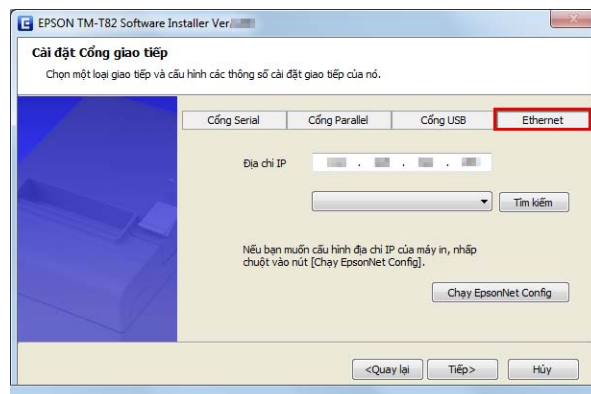 EPSON TM-T82 Software Installer Ver.
Cài đặt Cổng giao tiếp
Chọn một loại giao tiếp và cấu hình các thông số cài đặt giao tiếp của nó.
Cổng Serial Cổng Parallel Cổng USB Ethernet
Địa chỉ IP
Tìm kiếm
Nếu bạn muốn cấu hình địa chỉ IP của máy in, nhấp
chuột vào nút [Chạy EpsonNet Config].
Chạy EpsonNet Config
<Quay lại Tiếp> Hủy